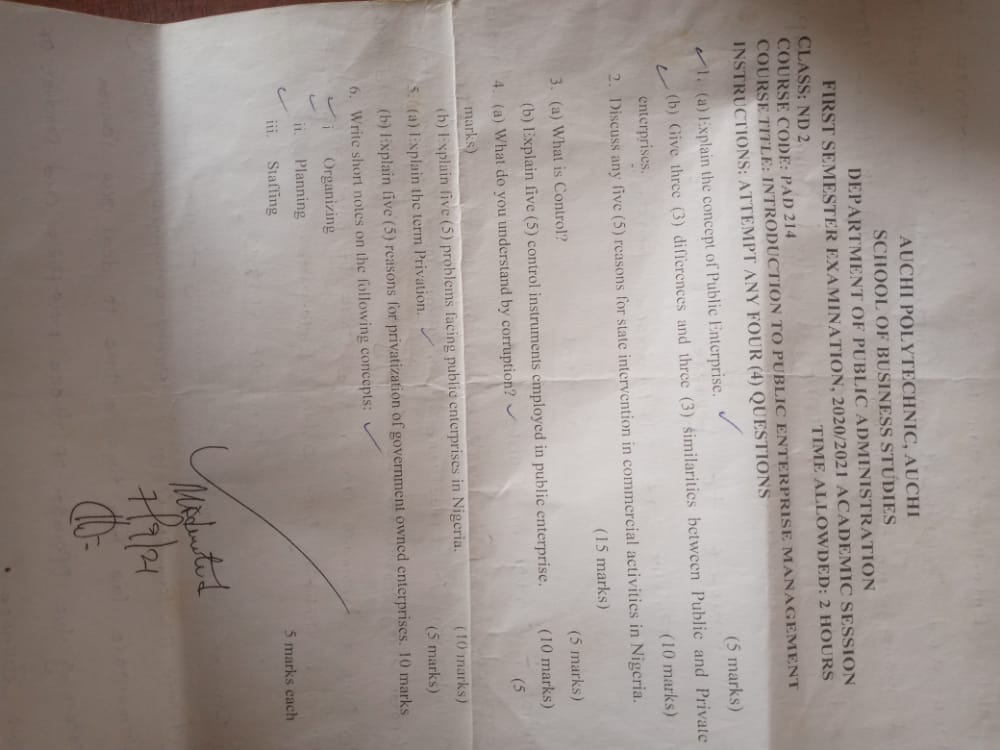 AUCHI POLYTECHNIC, AUCHI
SCHOOL OF BUSINESS STUDIES
DEPARTMENT OF PUBLIC ADMINISTRATION
FIRST SEMESTER EXAMINATION, 2020/2021 ACADEMIC SESSION
CLASS: ND 2 TIME ALLOWDED: 2 HOURS
COURSE CODE: PAD 214
COURSE TITLE: INTRODUCTION TO PUBLIC ENTERPRISE MANAGEMENT
INSTRUCTIONS: ATTEMPT ANY FOUR (4) QUESTIONS
1. (a) Explain the concept of Public Enterprise. (5 marks)
(b) Give three (3) differences and three (3) similarities between Public and Private
enterprises. (10 marks)
2. Discuss any five (5) reasons for state intervention in commercial activities in Nigeria.
(15 marks)
3. (a) What is Control? (5 marks)
(b) Explain five (5) control instruments employed in public enterprise. (10 marks)
4. (a) What do you understand by corruption? (5
marks)
(b) Explain five (5) problems facing public enterprises in Nigeria. (10 marks)
5. (a) Explain the term Privation. (5 marks)
(b) Explain five (5) reasons for privatization of government owned enterprises. 10 marks
6. Write short notes on the following concepts:
i Organizing
ii. Planning
iii. Staffing 5 marks each
Moderated
7/9/21